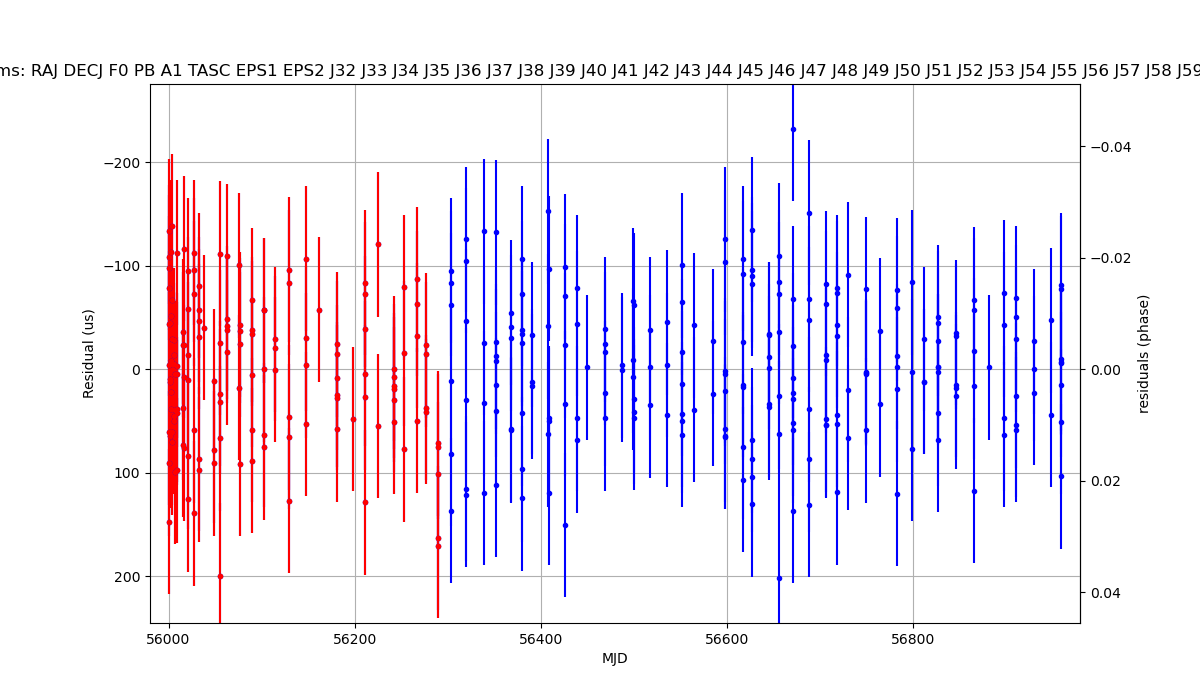 ms: RAJ DECJ F0 PB A1 TASC EPS1 EPS2 J32 J33 J34 J35 J36 J37 J38 J39 J40 J41 J42 J43 J44 J45 J46 J47 J48 J49 J50 J51 J52 J53 J54 J55 J56 J57 J58 J59
−200
−100
0
100
200
Residual (us)
−0.04
−0.02
0.00
0.02
0.04
residuals (phase)
56000 56200 56400 56600 56800
MJD